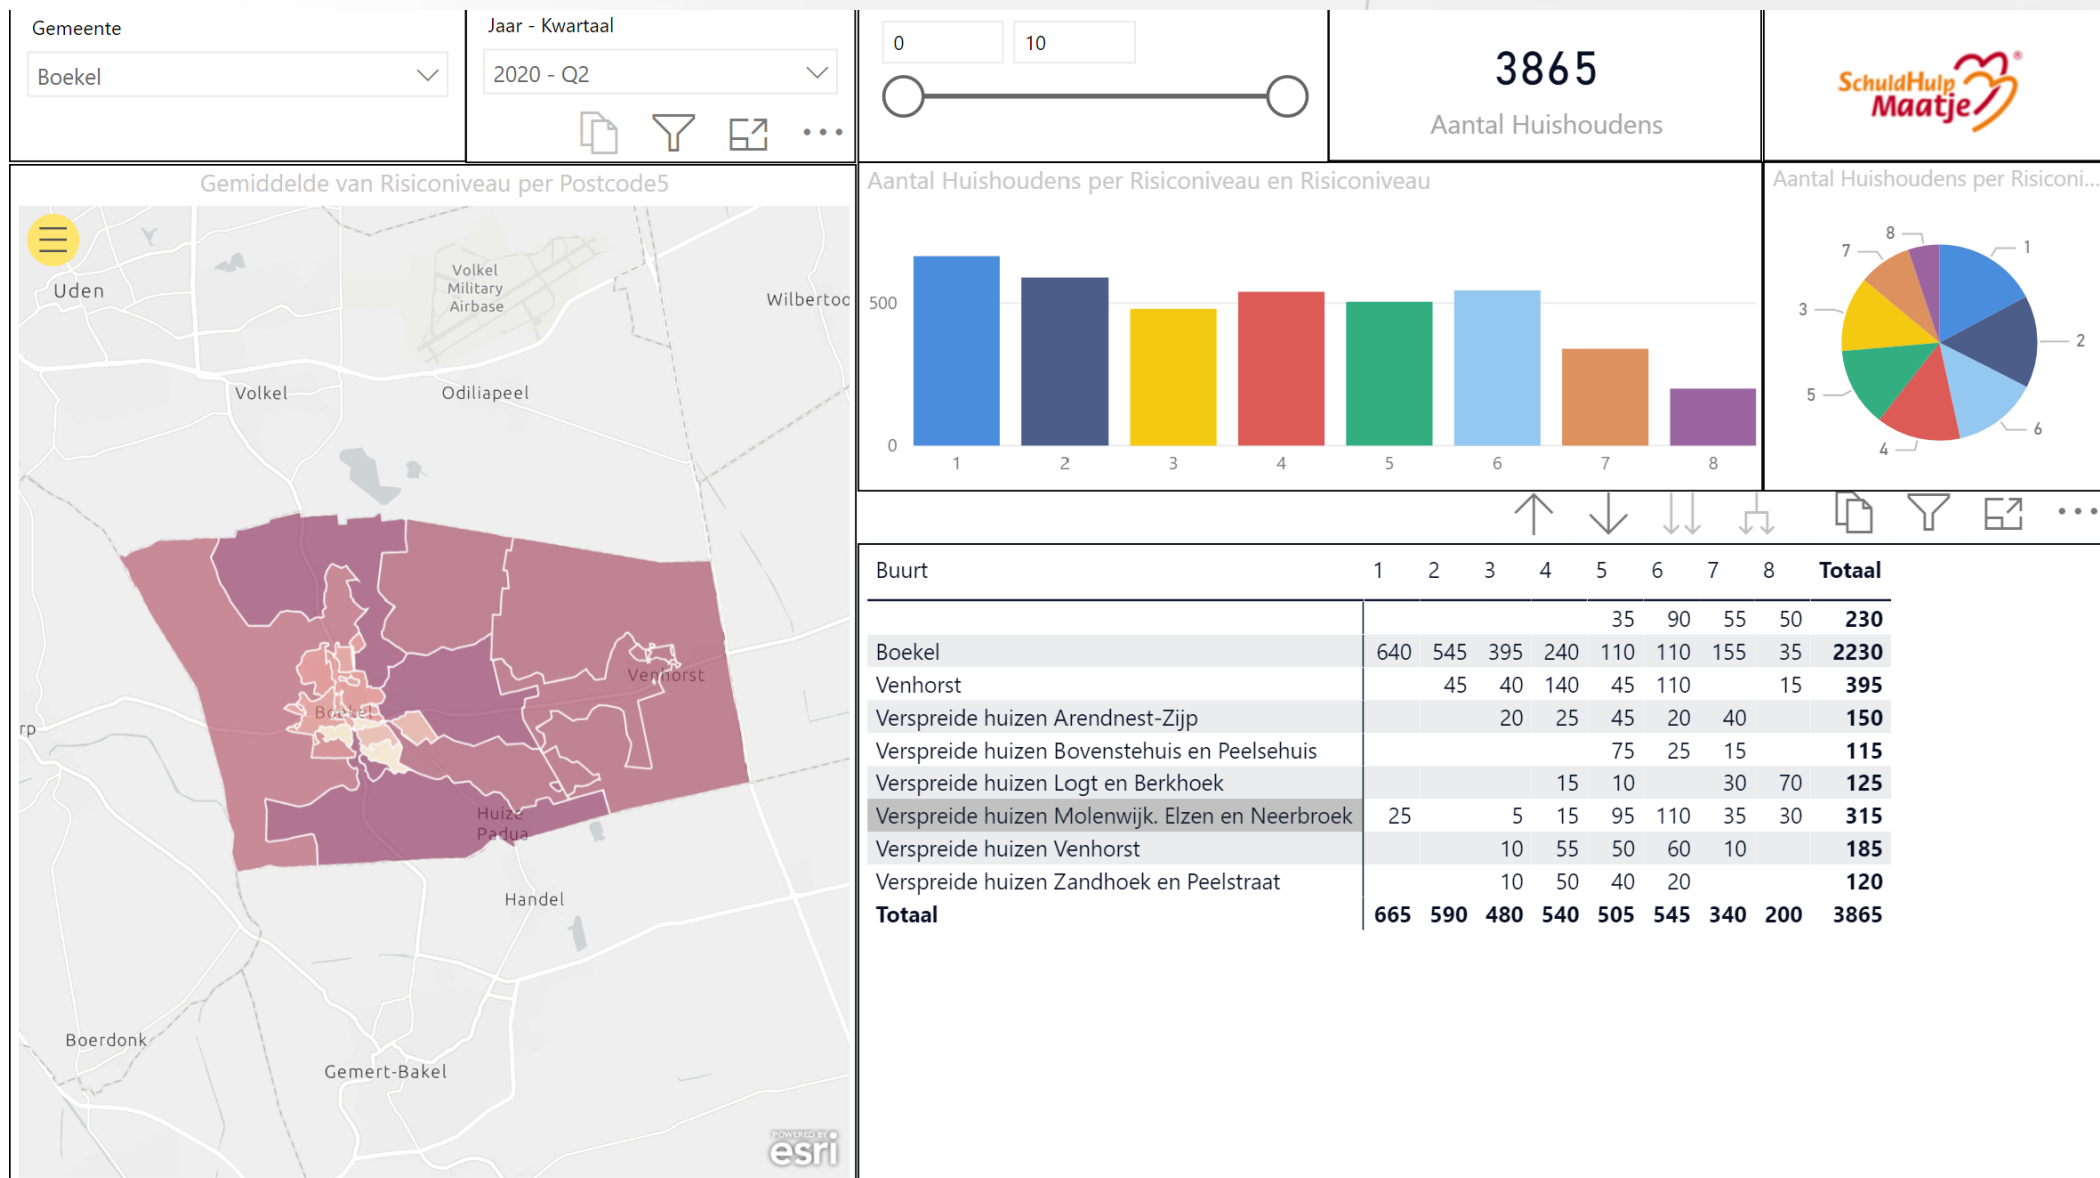 Gemeente
Boekel
Jaar - Kwartaal
2020 - Q2
0 10
3865
Aantal Huishoudens
SchuldHulp
Maatje®
Gemiddelde van Risiconiveau per Postcode5
Uden
Volkel
Military
Airbase
Wilbertoo
Volkel
Odiliapeel
Venhorst
Boekel
rp
Huize
Padua
Handel
Boerdonk
Gemert-Bakel
POWERED BY
esri
Aantal Huishoudens per Risiconiveau en Risiconiveau
500
0
1 2 3 4 5 6 7 8
Aantal Huishoudens per Risiconi...
8
1
7
3
2
5
6
4
Buurt 1 2 3 4 5 6 7 8 Totaal
35 90 55 50 230
Boekel 640 545 395 240 110 110 155 35 2230
Venhorst 45 40 140 45 110 15 395
Verspreide huizen Arendnest-Zijp 20 25 45 20 40 150
Verspreide huizen Bovenstehuis en Peelsehuis 75 25 15 115
Verspreide huizen Logt en Berkhoek 15 10 30 70 125
Verspreide huizen Molenwijk. Elzen en Neerbroek 25 5 15 95 110 35 30 315
Verspreide huizen Venhorst 10 55 50 60 10 185
Verspreide huizen Zandhoek en Peelstraat 10 50 40 20 120
Totaal 665 590 480 540 505 545 340 200 3865